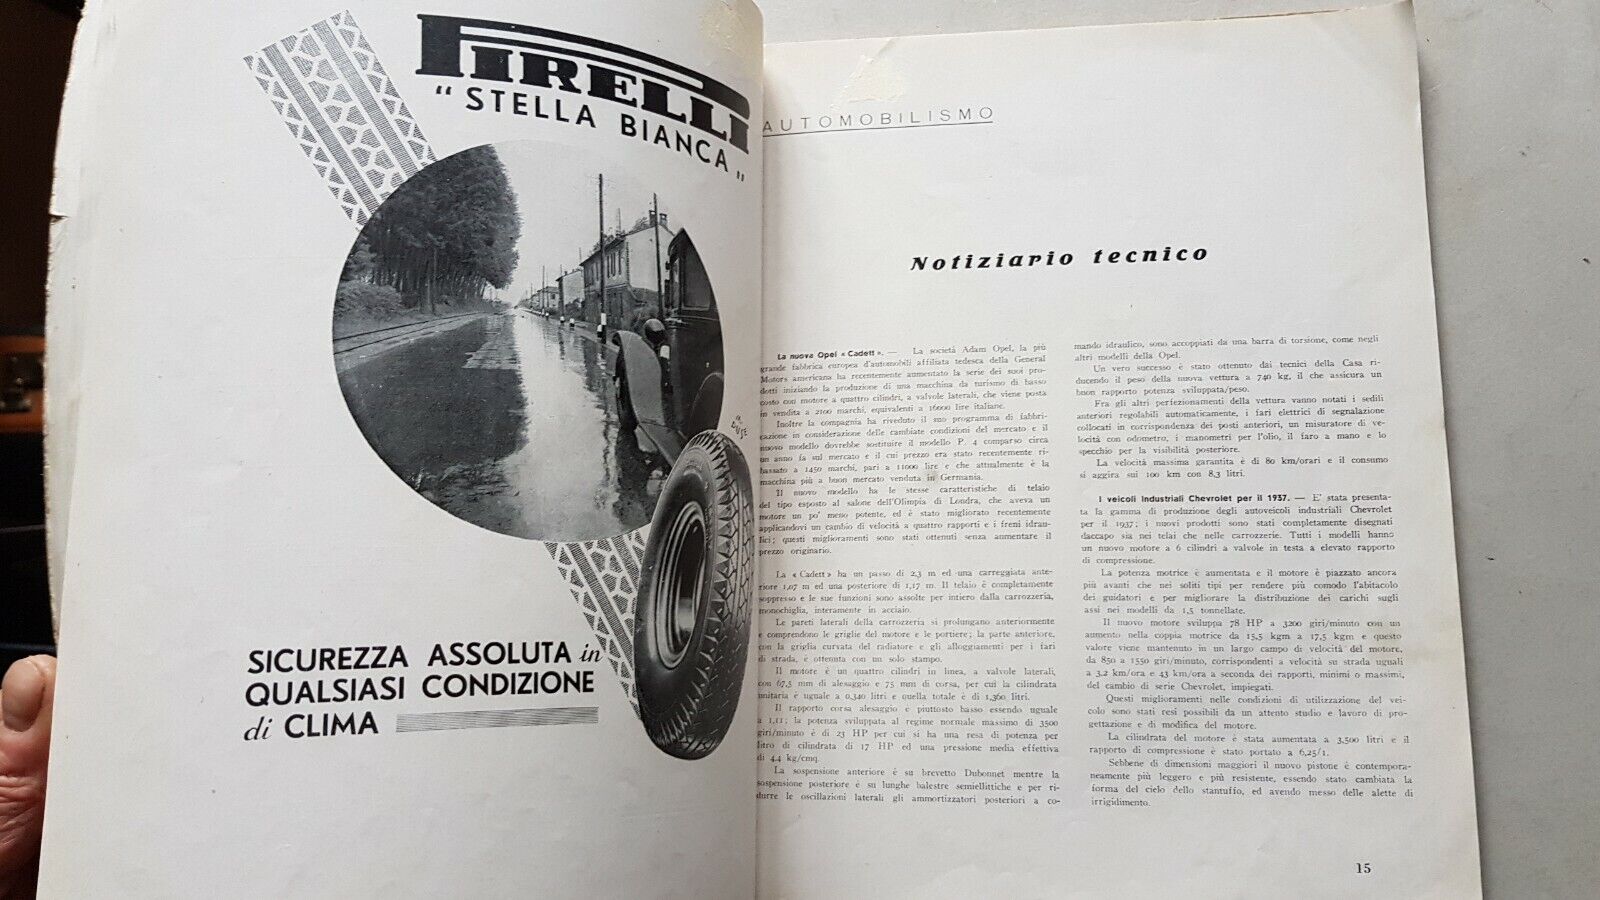 PIRELLI
" STELLA BIANCA "
SICUREZZA ASSOLUTA in
QUALSIASI CONDIZIONE
di CLIMA
AUTOMOBILISMO
Notiziario tecnico
La nuova Opel « Cadett ». — La società Adam Opel, la più
grande fabbrica europea d'automobili affiliata tedesca della General
Motors americana ha recentemente aumentato la serie dei suoi pro-
dotti iniziando la produzione di una macchina da turismo di basso
costo con motore a quattro cilindri, a valvole laterali, che viene posta
in vendita a 2100 marchi, equivalenti a 16000 lire italiane.
Inoltre la compagnia ha riveduto il suo programma di fabbri-
cazione in considerazione delle cambiate condizioni del mercato e il
nuovo modello dovrebbe sostituire il modello P. 4 comparso circa
un anno fa sul mercato e il cui prezzo era stato recentemente ri-
bassato a 1450 marchi, pari a 11000 lire e che attualmente è la
macchina più a buon mercato venduta in Germania.
Il nuovo modello ha le stesse caratteristiche di telaio
del tipo esposto al salone dell'Olimpia di Londra, che aveva un
motore un po' meno potente, ed è stato migliorato recentemente
applicandovi un cambio di velocità a quattro rapporti e i freni idrau-
lici; questi miglioramenti sono stati ottenuti senza aumentare il
prezzo originario.
La « Cadett » ha un passo di 2,3 m ed una carreggiata ante-
riore 1,07 m ed una posteriore di 1,17 m. Il telaio è completamente
soppresso e le sue funzioni sono assolte per intiero dalla carrozzeria,
monochiglia, interamente in acciaio.
Le pareti laterali della carrozzeria si prolungano anteriormente
e comprendono le griglie del motore e le portiere; la parte anteriore,
con la griglia curvata del radiatore e gli alloggiamenti per i fari
di strada, è ottenuta con un solo stampo.
Il motore è un quattro cilindri in linea, a valvole laterali,
con 67,5 mm di alesaggio e 75 mm di corsa, per cui la cilindrata
unitaria è uguale a 0,340 litri e quella totale è di 1,360 litri.
Il rapporto corsa alesaggio è piuttosto basso essendo uguale
a 1,11; la potenza sviluppata al regime normale massimo di 3500
giri/minuto è di 23 HP per cui si ha una resa di potenza per
litro di cilindrata di 17 HP ed una pressione media effettiva
di 4,4 kg/cmq.
La sospensione anteriore è su brevetto Dubonnet mentre la
sospensione posteriore è su lunghe balestre semiellittiche e per ri-
durre le oscillazioni laterali gli ammortizzatori posteriori a co-
mando idraulico, sono accoppiati da una barra di torsione, come negli
altri modelli della Opel.
Un vero successo è stato ottenuto dai tecnici della Casa ri-
ducendo il peso della nuova vettura a 740 kg, il che assicura un
buon rapporto potenza sviluppata/peso.
Fra gli altri perfezionamenti della vettura vanno notati i sedili
anteriori regolabili automaticamente, i fari elettrici di segnalazione
collocati in corrispondenza dei posti anteriori, un misuratore di ve-
locità con odometro, i manometri per l'olio, il faro a mano e lo
specchio per la visibilità posteriore.
La velocità massima garantita è di 80 km/orari ed il consumo
si aggira sui 100 km con 8,3 litri.
I veicoli industriali Chevrolet per il 1937. — E' stata presenta-
ta la gamma di produzione degli autoveicoli industriali Chevrolet
per il 1937; i nuovi prodotti sono stati completamente disegnati
daccapo sia nei telai che nelle carrozzerie. Tutti i modelli hanno
un nuovo motore a 6 cilindri a valvole in testa a elevato rapporto
di compressione.
La potenza motrice è aumentata e il motore è piazzato ancora
più avanti che nei soliti tipi per rendere più comodo l'abitacolo
dei guidatori e per migliorare la distribuzione dei carichi sugli
assi nei modelli da 1,5 tonnellate.
Il nuovo motore sviluppa 78 HP a 3200 giri/minuto con un
aumento nella coppia motrice da 15,5 kgm a 17,5 kgm e questo
valore viene mantenuto in un largo campo di velocità del motore,
da 850 a 1550 giri/minuto, corrispondenti a velocità su strada uguali
a 3,2 km/ora e 43 km/ora a seconda dei rapporti, minimi o massimi,
del cambio di serie Chevrolet, impiegati.
Questi miglioramenti nelle condizioni di utilizzazione del vei-
colo sono stati resi possibili da un attento studio e lavoro di pro-
gettazione e di modifica del motore.
La cilindrata del motore è stata aumentata a 3,500 litri e il
rapporto di compressione è stato portato a 6,25/1.
Sebbene di dimensioni maggiori il nuovo pistone è contempora-
neamente più leggero e più resistente, essendo stato cambiata la
forma del cielo dello stantuffo, ed avendo messo delle alette di
irrigidimento.
15